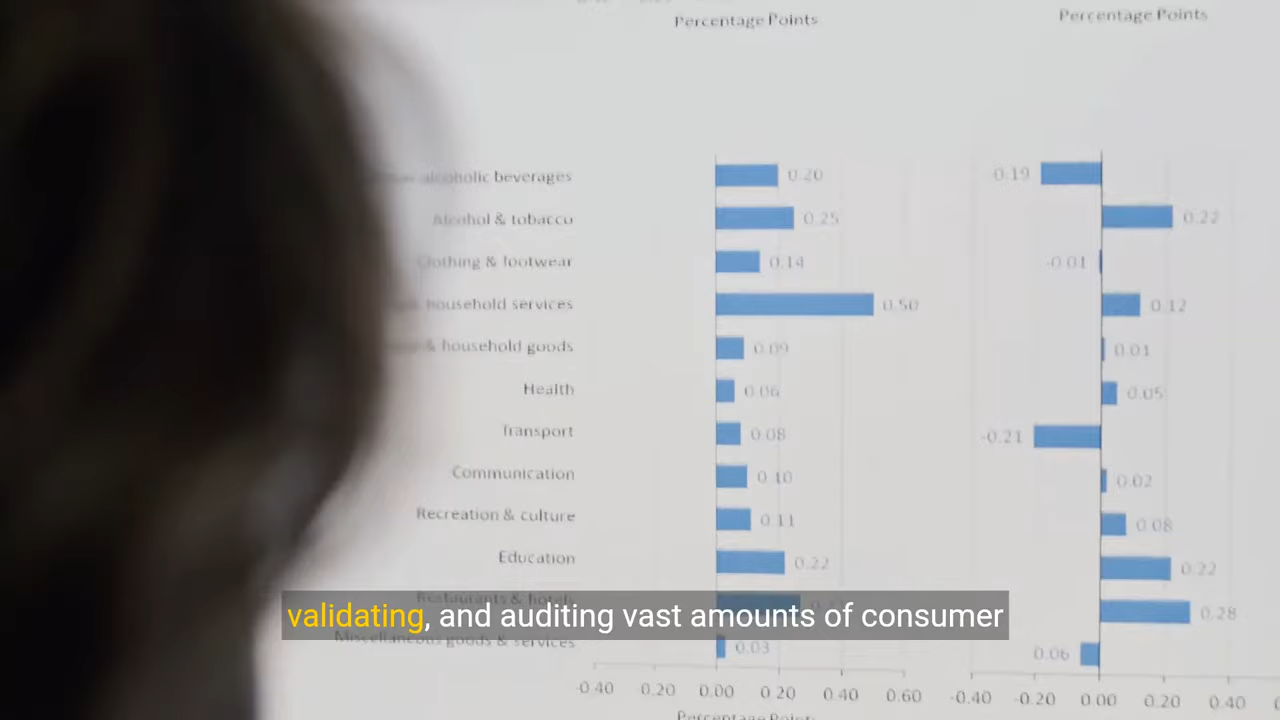 Percentage Points Percentage Points
alcoholic beverages 0.20 0.19
Alcohol & tobacco 0.25 0.22
Clothing & footwear 0.14 -0.01
household services 0.50 0.12
& household goods 0.09 0.01
Health 0.06 0.05
Transport 0.08 -0.21
Communication 0.10 0.02
Recreation & culture 0.11 0.08
Education 0.22 0.22
Restaurants & hotels 0.28
validating, and auditing vast amounts of consumer
goods & services 0.03 0.06
-0.40 0.20 0.00 0.20 0.40 0.60 -0.40 -0.20 0.00 0.20 0.40
Percentage Points